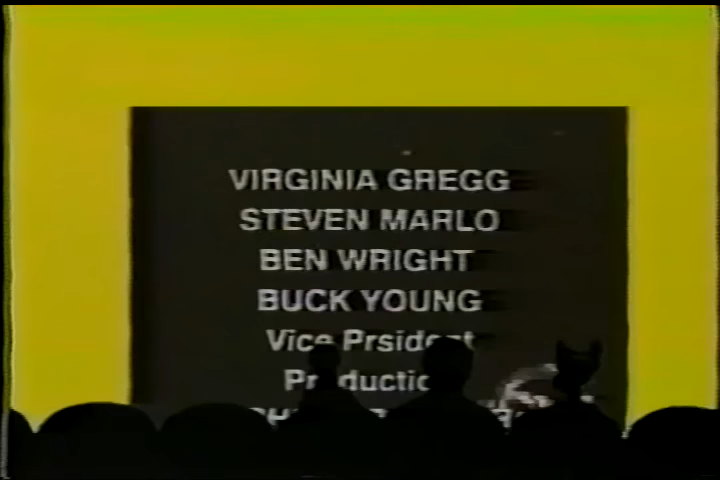 VIRGINIA GREGG
STEVEN MARLO
BEN WRIGHT
BUCK YOUNG
Vice Prsident